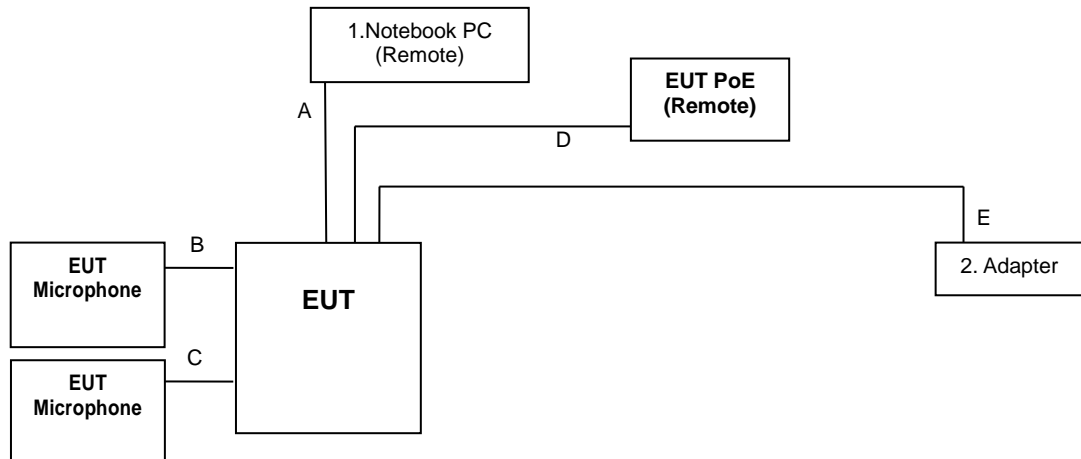 1.Notebook PC
(Remote)
A
EUT PoE
(Remote)
D
E
2. Adapter
B
EUT
Microphone
EUT
C
EUT
Microphone